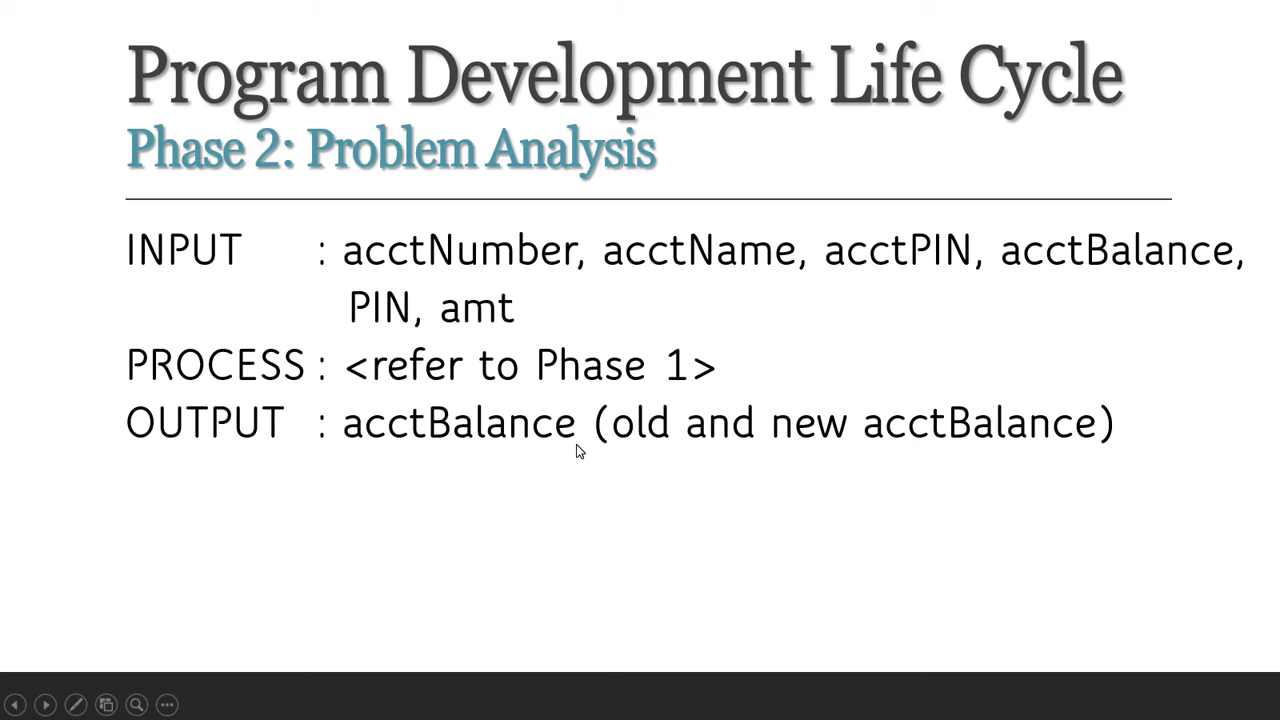 Program Development Life Cycle
Phase 2: Problem Analysis
INPUT : acctNumber, acctName, acctPIN, acctBalance,
PIN, amt
PROCESS : <refer to Phase 1>
OUTPUT : acctBalance (old and new acctBalance)